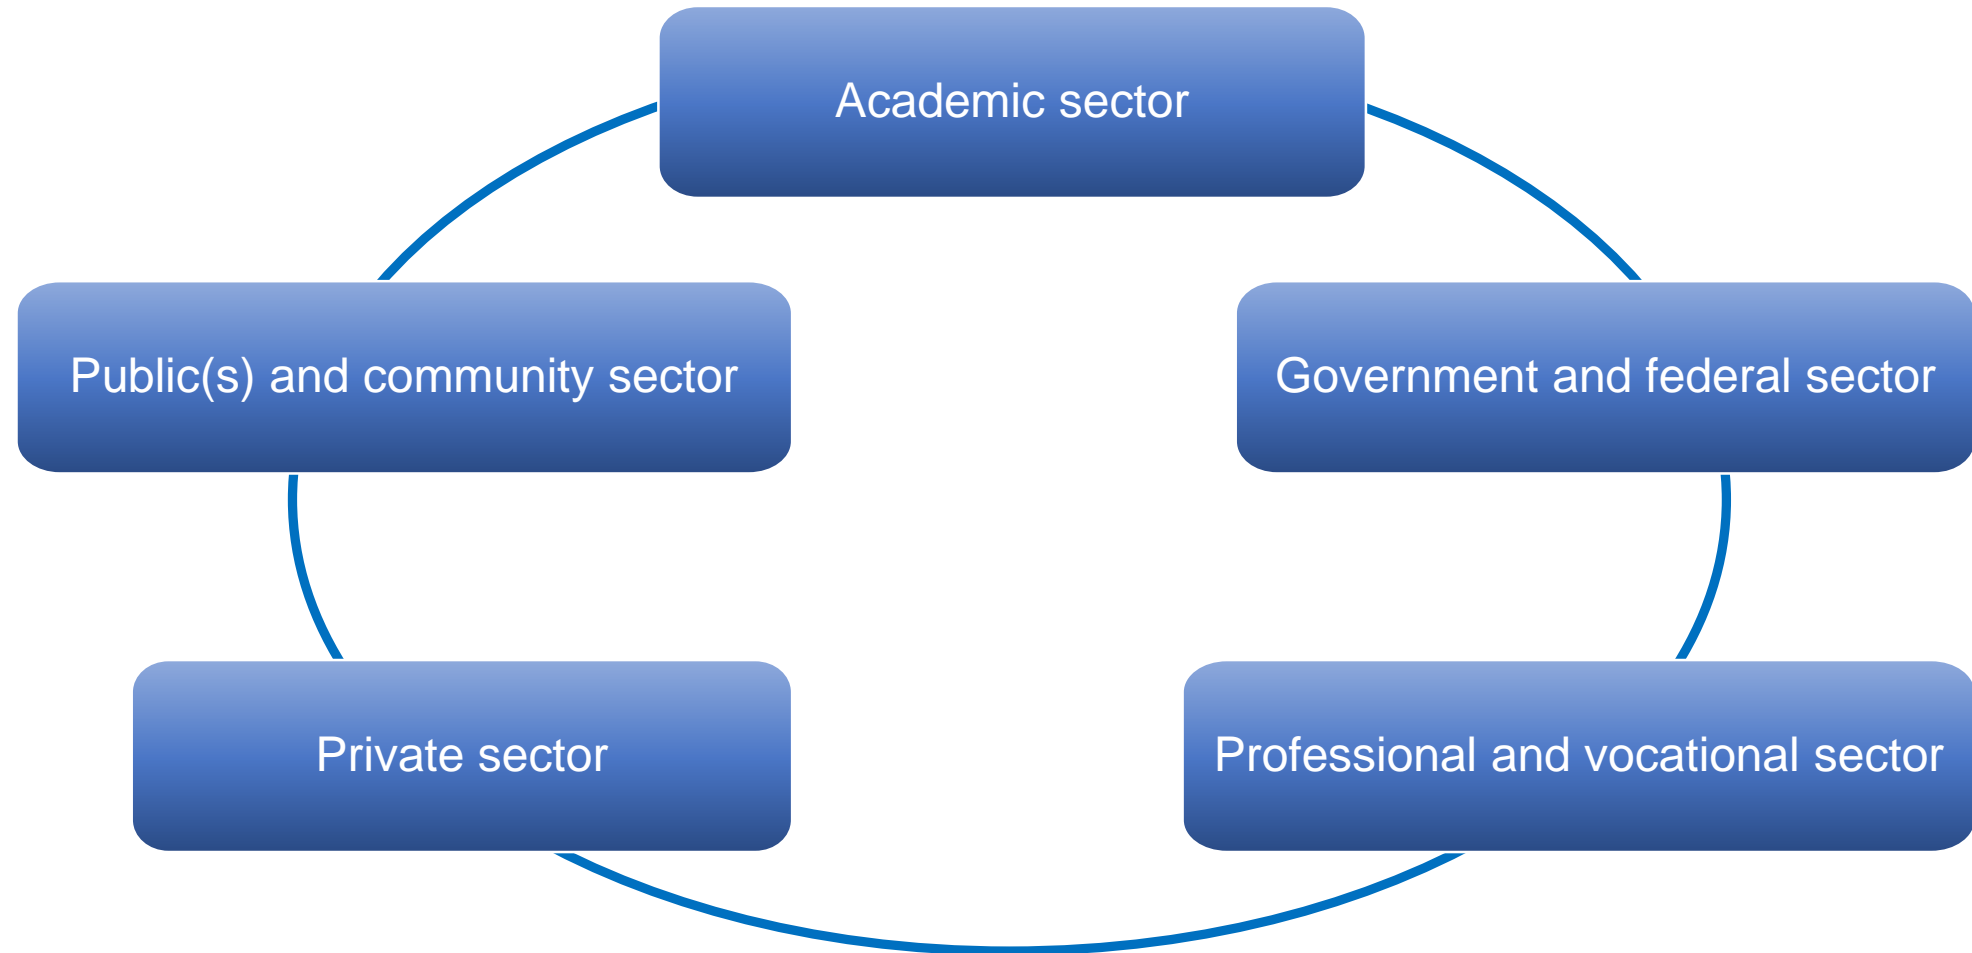 Academic sector
Public(s) and community sector
Government and federal sector
Private sector
Professional and vocational sector